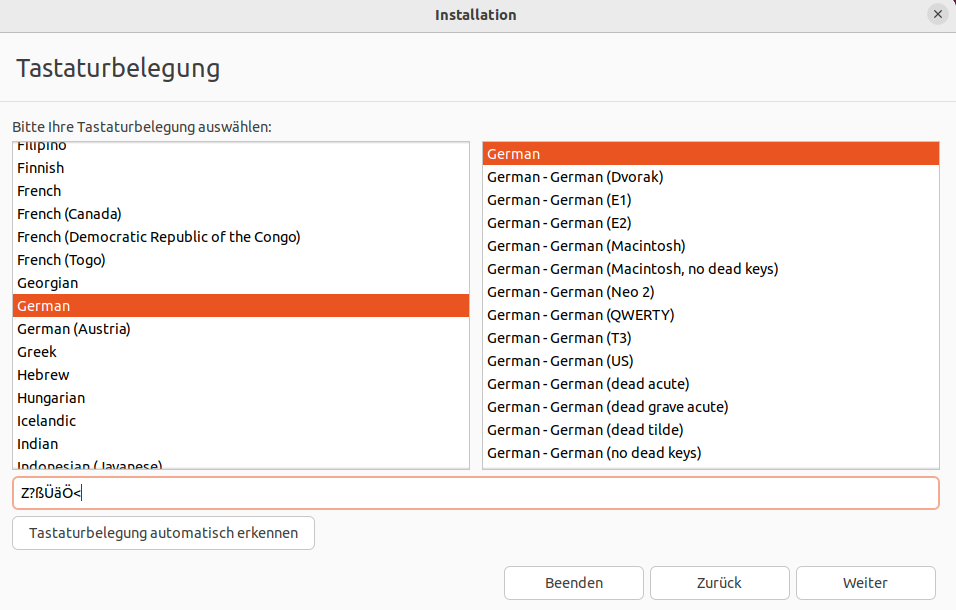 Installation
Tastaturbelegung
Bitte Ihre Tastaturbelegung auswählen:
Filipino
Finnish
French
French (Canada)
French (Democratic Republic of the Congo)
French (Togo)
Georgian
German
German (Austria)
Greek
Hebrew
Hungarian
Icelandic
Indian
Indonesian (Javanese)
German
German - German (Dvorak)
German - German (E1)
German - German (E2)
German - German (Macintosh)
German - German (Macintosh, no dead keys)
German - German (Neo 2)
German - German (QWERTY)
German - German (T3)
German - German (US)
German - German (dead acute)
German - German (dead grave acute)
German - German (dead tilde)
German - German (no dead keys)
Z?ßÜäÖ<
Tastaturbelegung automatisch erkennen
Beenden
Zurück
Weiter